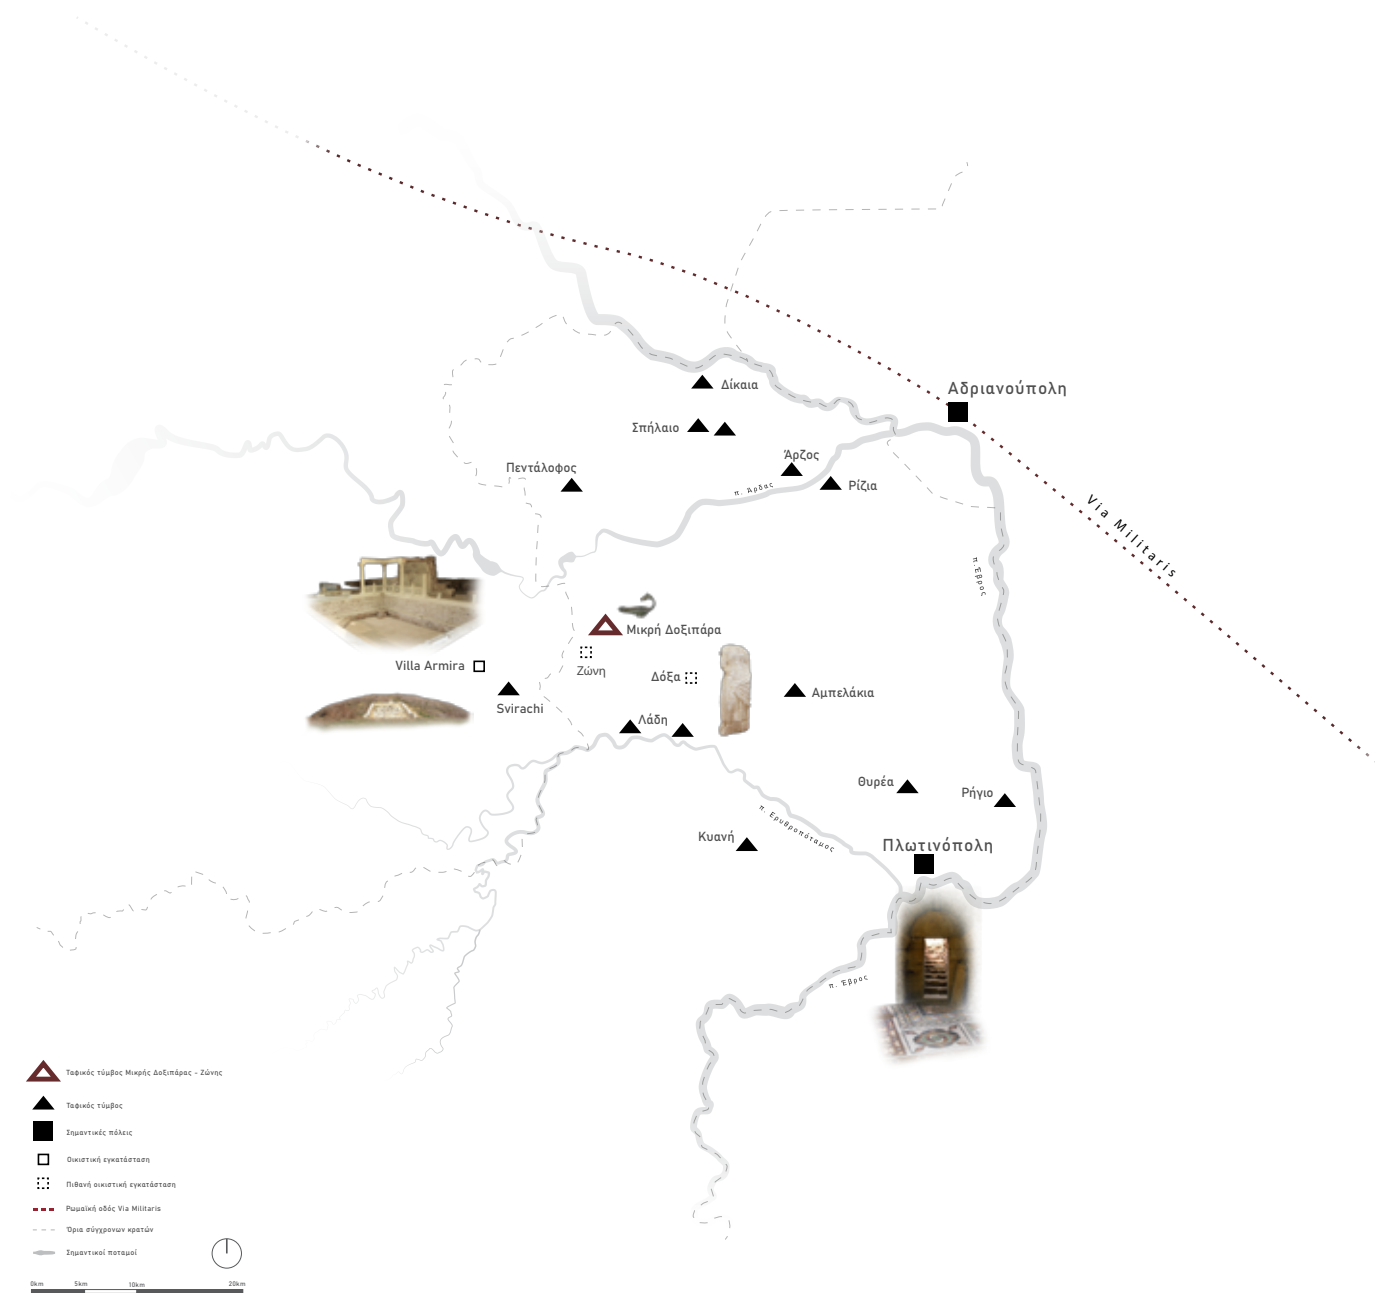 Αδριανούπολη
Δίκαια
Σπήλαιο
Άρζος
Πεντάλοφος
Ρίζια
π. Άρδας
Via Militaris
π. Έβρος
Μικρή Δοξιπάρα
Villa Armira
Ζώνη
Δόξα
Αμπελάκια
Svirachi
Λάδη
Θυρέα
Ρήγιο
π. Ερυθροπόταμος
Κυανή
Πλωτινόπολη
π. Έβρος
Ταφικός τύμβος Μικρής Δοξιπάρας - Ζώνης
Ταφικός τύμβος
Σημαντικές πόλεις
Οικιστική εγκατάσταση
Πιθανή οικιστική εγκατάσταση
Ρωμαϊκή οδός Via Militaris
Όρια σύγχρονων κρατών
Σημαντικοί ποταμοί
0km 5km 10km 20km